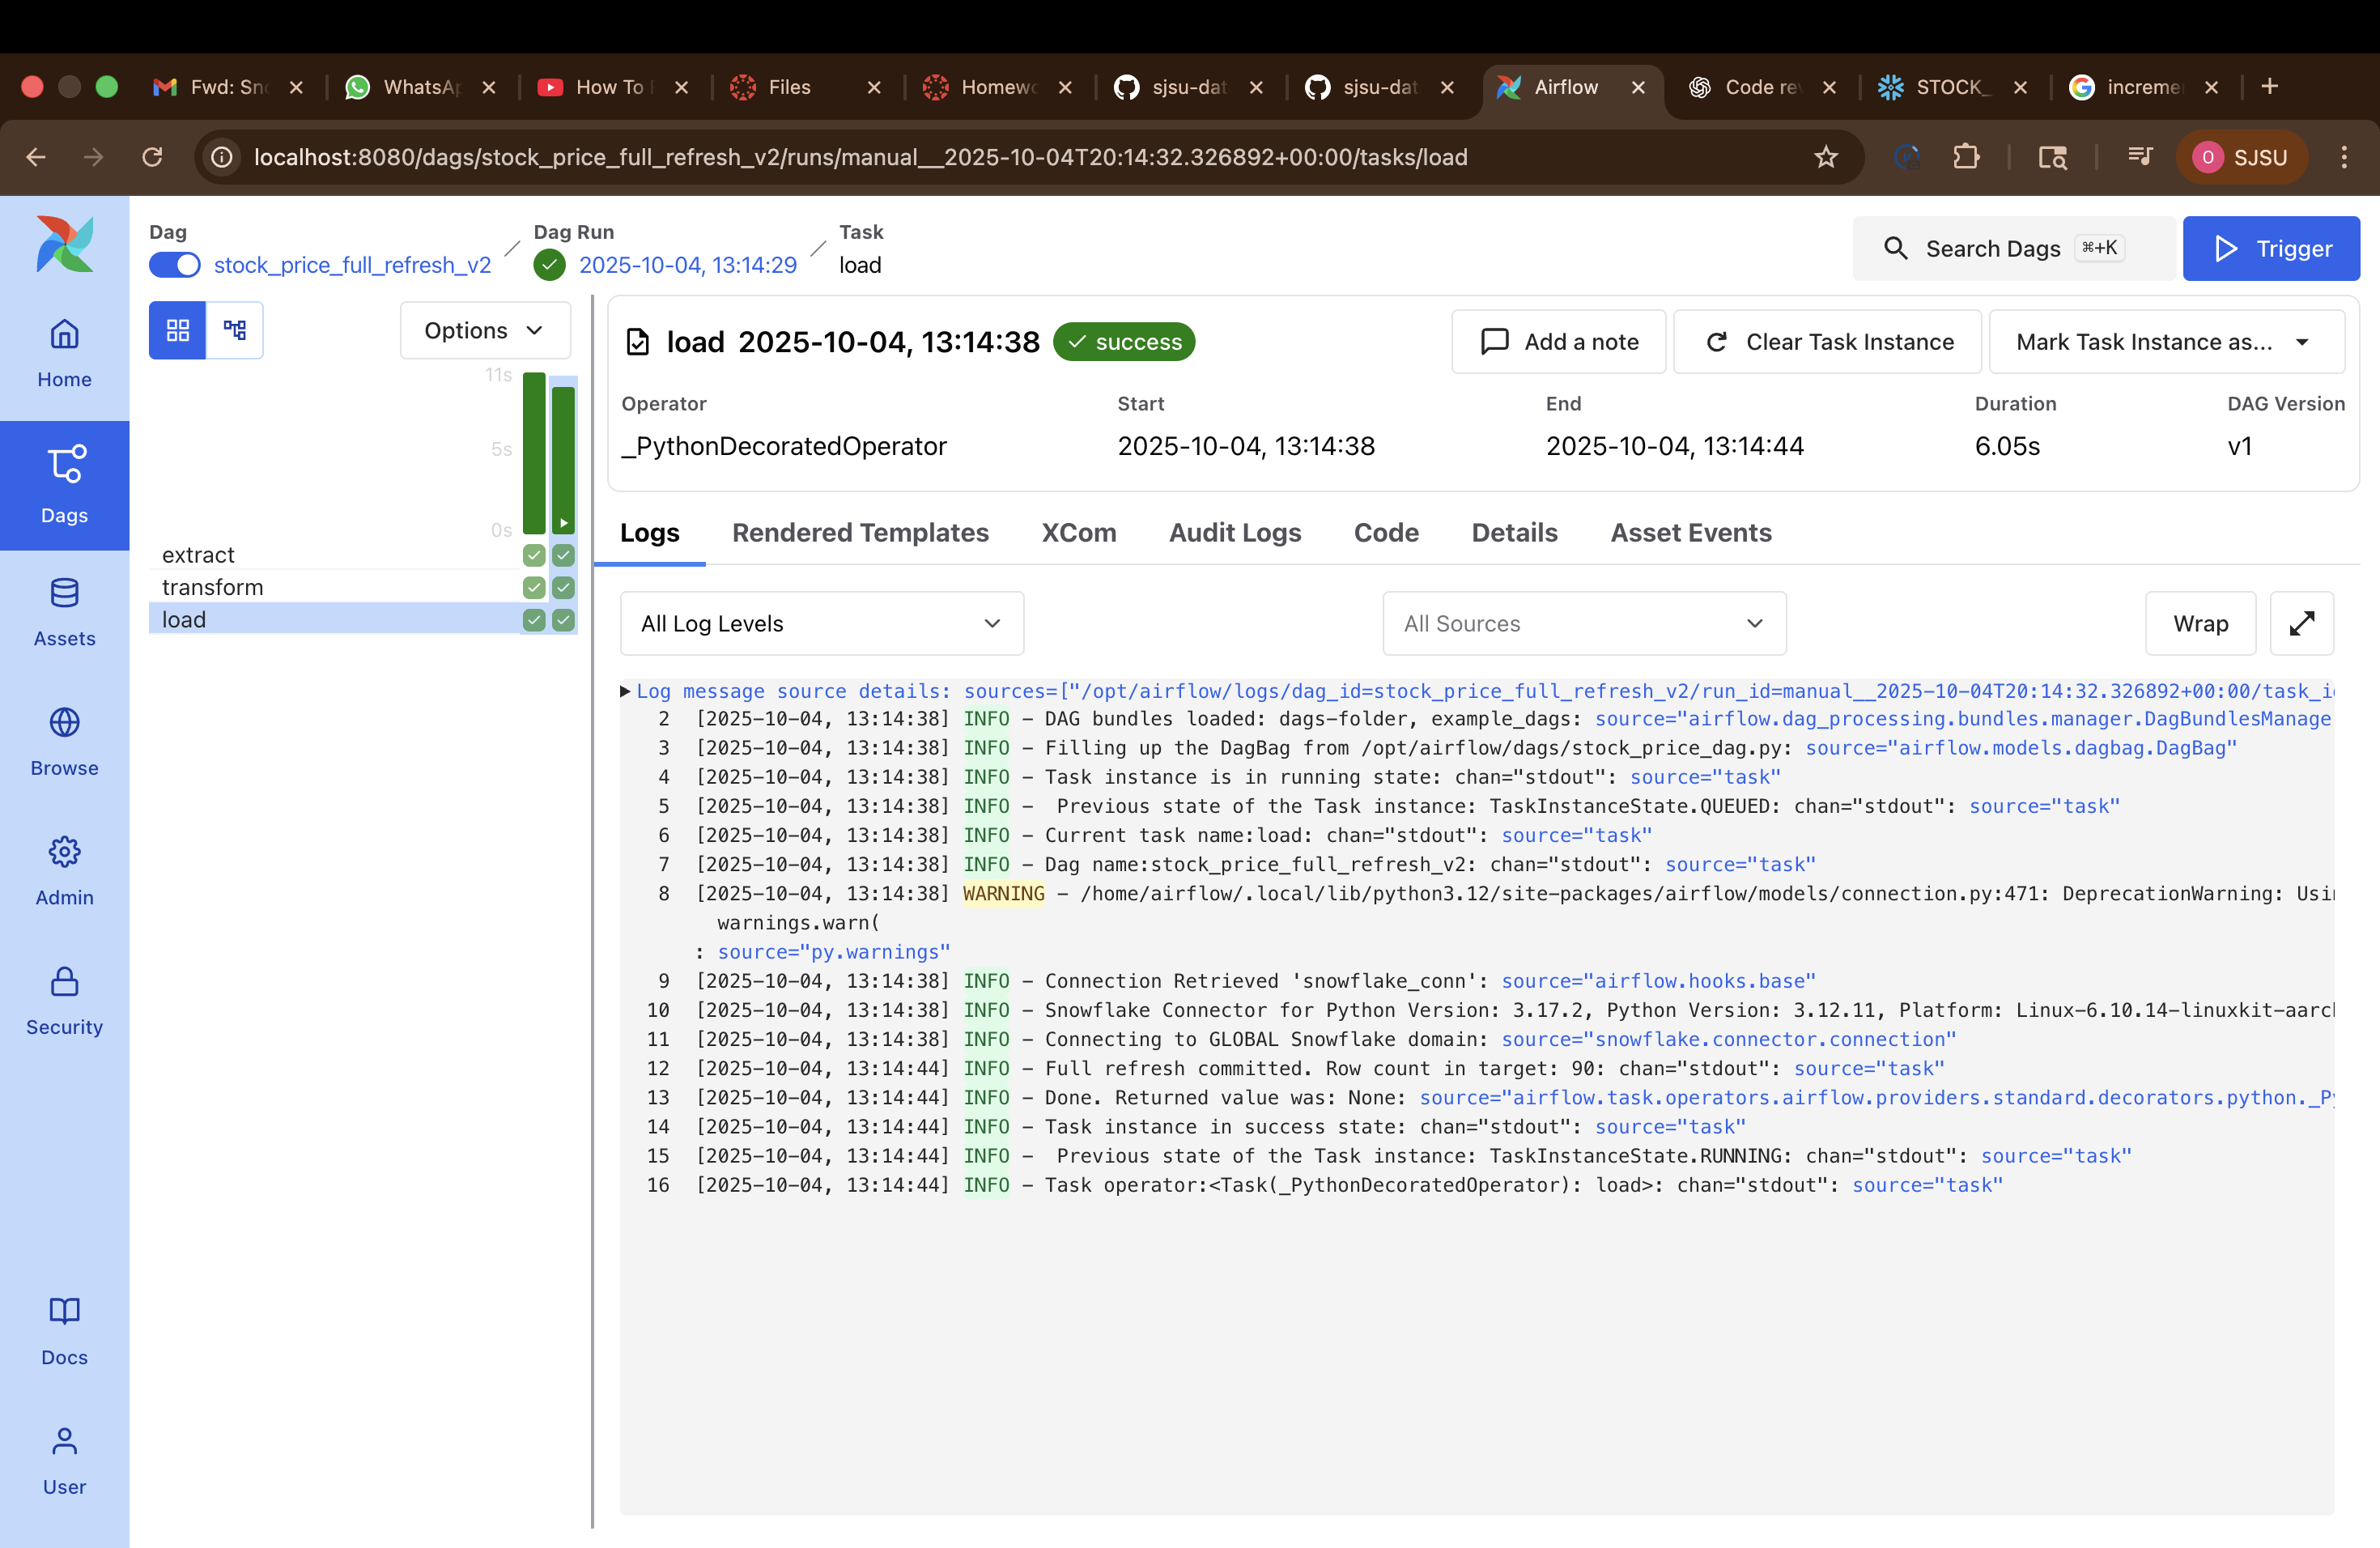 Fwd: Sno
WhatsAp
How To
Files
Homewo
sjsu-dat
sjsu-dat
Airflow
Code rev
STOCK_
increme
localhost:8080/dags/stock_price_full_refresh_v2/runs/manual__2025-10-04T20:14:32.326892+00:00/tasks/load
O SJSU
Home
Dags
Assets
Browse
Admin
Security
Docs
User
Dag
stock_price_full_refresh_v2
Dag Run
2025-10-04, 13:14:29
Task
load
Search Dags ⌘+K
Trigger
Options
11s
5s
0s
extract
transform
load
load 2025-10-04, 13:14:38 success
Add a note
Clear Task Instance
Mark Task Instance as...
Operator Start End Duration DAG Version
_PythonDecoratedOperator 2025-10-04, 13:14:38 2025-10-04, 13:14:44 6.05s v1
Logs Rendered Templates XCom Audit Logs Code Details Asset Events
All Log Levels All Sources Wrap
Log message source details: sources=["/opt/airflow/logs/dag_id=stock_price_full_refresh_v2/run_id=manual__2025-10-04T20:14:32.326892+00:00/task_i
2 [2025-10-04, 13:14:38] INFO - DAG bundles loaded: dags-folder, example_dags: source="airflow.dag_processing.bundles.manager.DagBundlesManage
3 [2025-10-04, 13:14:38] INFO - Filling up the DagBag from /opt/airflow/dags/stock_price_dag.py: source="airflow.models.dagbag.DagBag"
4 [2025-10-04, 13:14:38] INFO - Task instance is in running state: chan="stdout": source="task"
5 [2025-10-04, 13:14:38] INFO - Previous state of the Task instance: TaskInstanceState.QUEUED: chan="stdout": source="task"
6 [2025-10-04, 13:14:38] INFO - Current task name:load: chan="stdout": source="task"
7 [2025-10-04, 13:14:38] INFO - Dag name:stock_price_full_refresh_v2: chan="stdout": source="task"
8 [2025-10-04, 13:14:38] WARNING - /home/airflow/.local/lib/python3.12/site-packages/airflow/models/connection.py:471: DeprecationWarning: Usi
warnings.warn(
: source="py.warnings"
9 [2025-10-04, 13:14:38] INFO - Connection Retrieved 'snowflake_conn': source="airflow.hooks.base"
10 [2025-10-04, 13:14:38] INFO - Snowflake Connector for Python Version: 3.17.2, Python Version: 3.12.11, Platform: Linux-6.10.14-linuxkit-aarc
11 [2025-10-04, 13:14:38] INFO - Connecting to GLOBAL Snowflake domain: source="snowflake.connector.connection"
12 [2025-10-04, 13:14:44] INFO - Full refresh committed. Row count in target: 90: chan="stdout": source="task"
13 [2025-10-04, 13:14:44] INFO - Done. Returned value was: None: source="airflow.task.operators.airflow.providers.standard.decorators.python._P
14 [2025-10-04, 13:14:44] INFO - Task instance in success state: chan="stdout": source="task"
15 [2025-10-04, 13:14:44] INFO - Previous state of the Task instance: TaskInstanceState.RUNNING: chan="stdout": source="task"
16 [2025-10-04, 13:14:44] INFO - Task operator:<Task(_PythonDecoratedOperator): load>: chan="stdout": source="task"